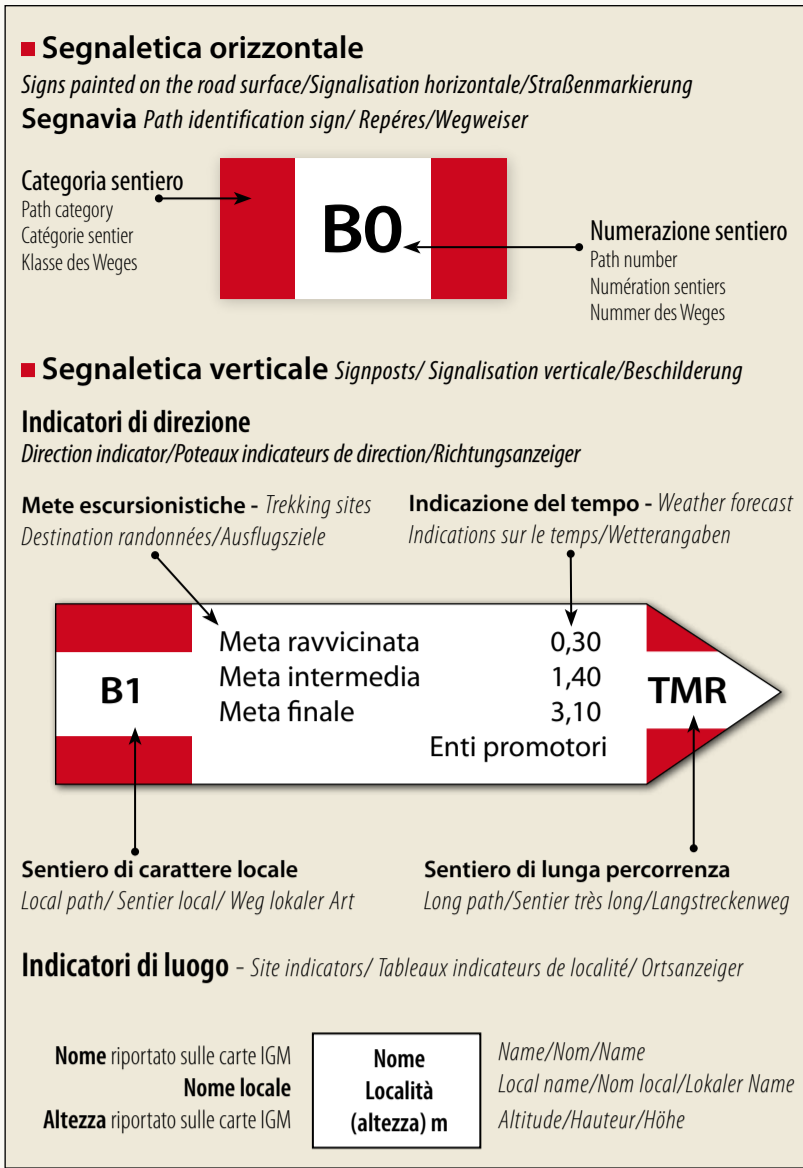 Segnaletica orizzontale
Signs painted on the road surface/Signalisation horizontale/Straßenmarkierung
Segnavia Path identification sign/ Repéres/Wegweiser
Categoria sentiero
Path category
Catégorie sentier
Klasse des Weges
B0
Numerazione sentiero
Path number
Numération sentiers
Nummer des Weges
Segnaletica verticale Signposts/ Signalisation verticale/Beschilderung
Indicatori di direzione
Direction indicator/Poteaux indicateurs de direction/Richtungsanzeiger
Mete escursionistiche - Trekking sites
Destination randonnées/Ausflugsziele
Indicazione del tempo - Weather forecast
Indications sur le temps/Wetterangaben
B1
Meta ravvicinata 0,30
Meta intermedia 1,40
Meta finale 3,10
Enti promotori
TMR
Sentiero di carattere locale
Local path/ Sentier local/ Weg lokaler Art
Sentiero di lunga percorrenza
Long path/Sentier très long/Langstreckenweg
Indicatori di luogo - Site indicators/ Tableaux indicateurs de localité/ Ortsanzeiger
Nome riportato sulle carte IGM
Nome locale
Altezza riportato sulle carte IGM
Nome
Località
(altezza) m
Name/Nom/Name
Local name/Nom local/Lokaler Name
Altitude/Hauteur/Höhe